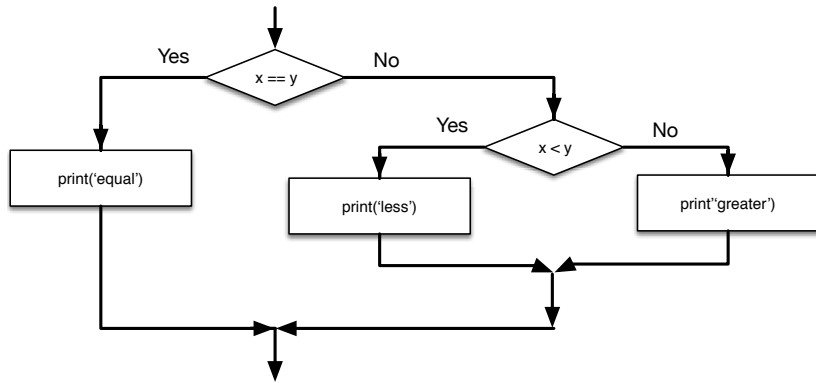 Yes
x == y
No
Yes
x < y
No
print(‘equal’)
print(‘less’)
print’‘greater’)